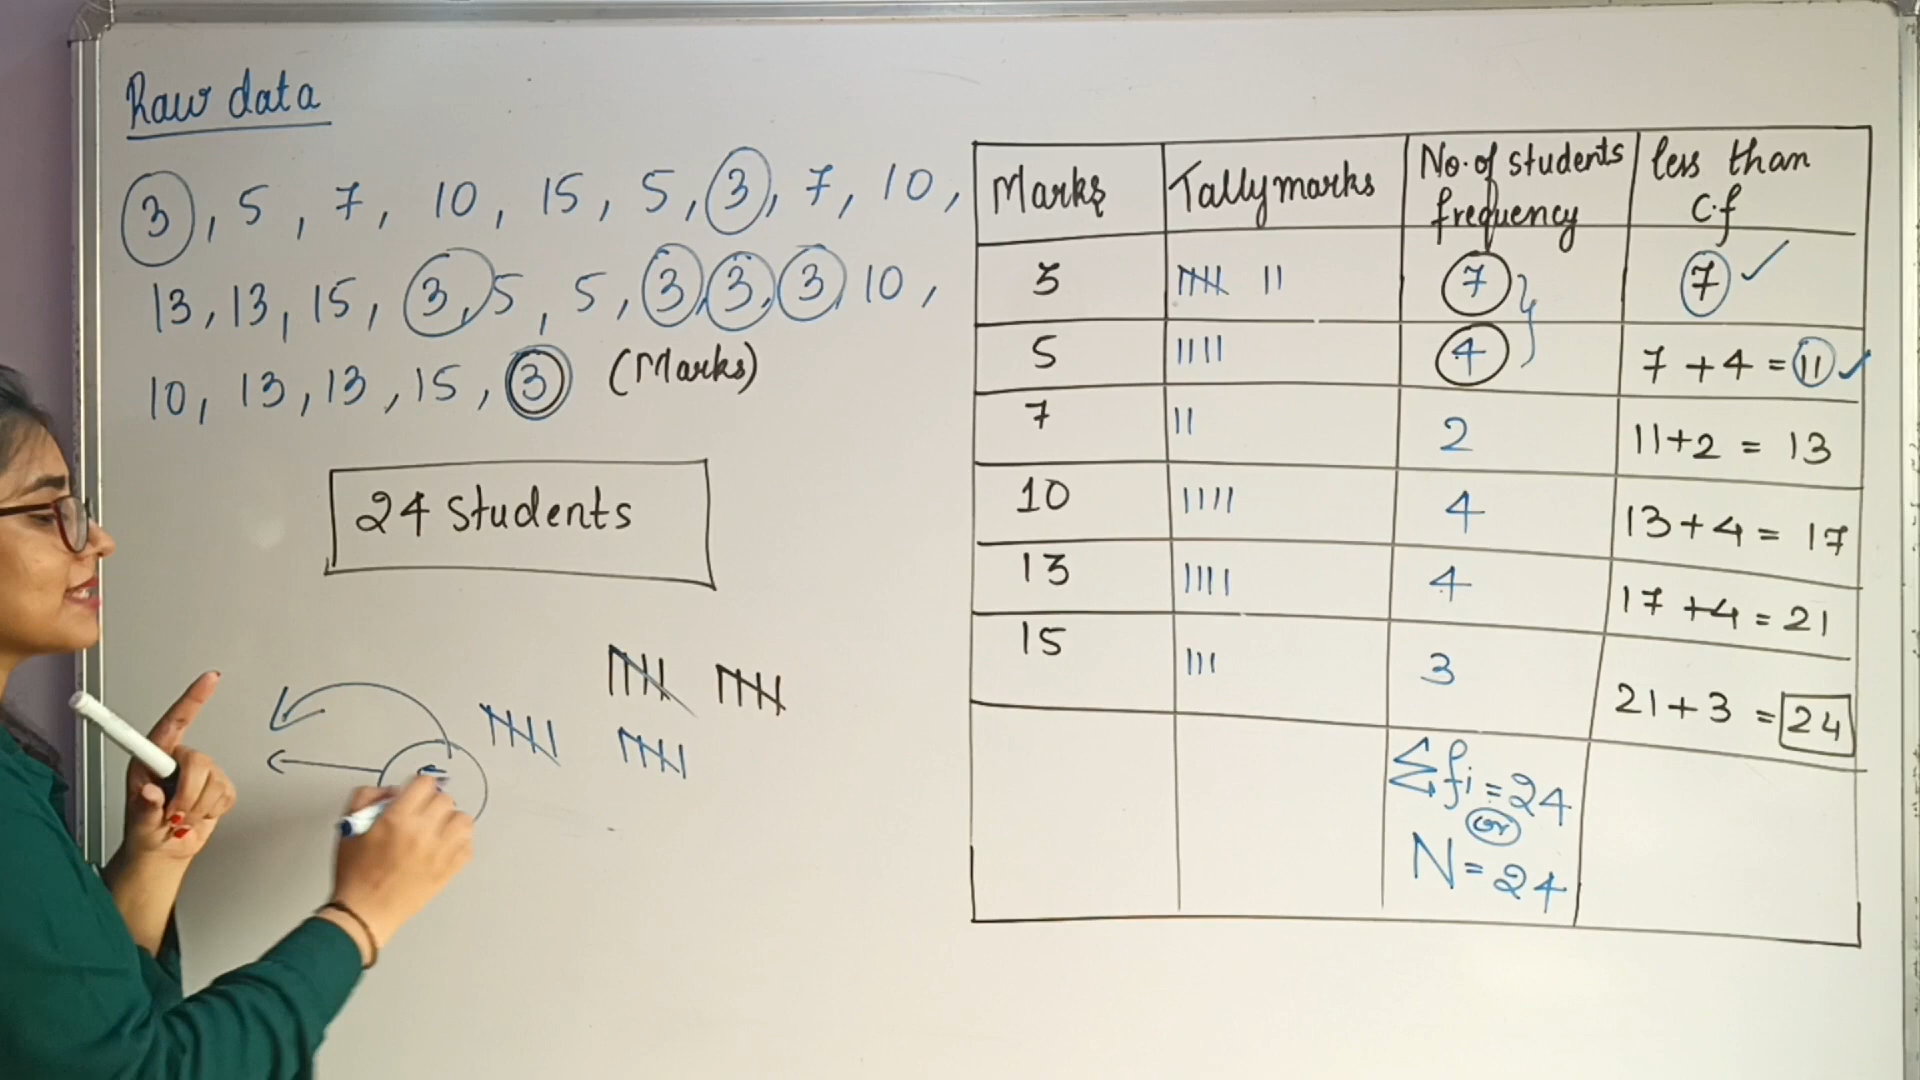 Raw data
3, 5, 7, 10, 15, 5, 3, 7, 10,
13, 13, 15, 3, 5, 5, 3, 3, 3, 10,
10, 13, 13, 15, 3 (Marks)
24 Students
Marks Tally marks No. of students frequency less than c.f
3 |||| || 7 7 ✓
5 |||| 4 7 + 4 = 11 ✓
7 || 2 11+2 = 13
10 |||| 4 13+4 = 17
13 |||| 4 17+4 = 21
15 ||| 3 21+3 = 24
Σfi = 24
or
N = 24